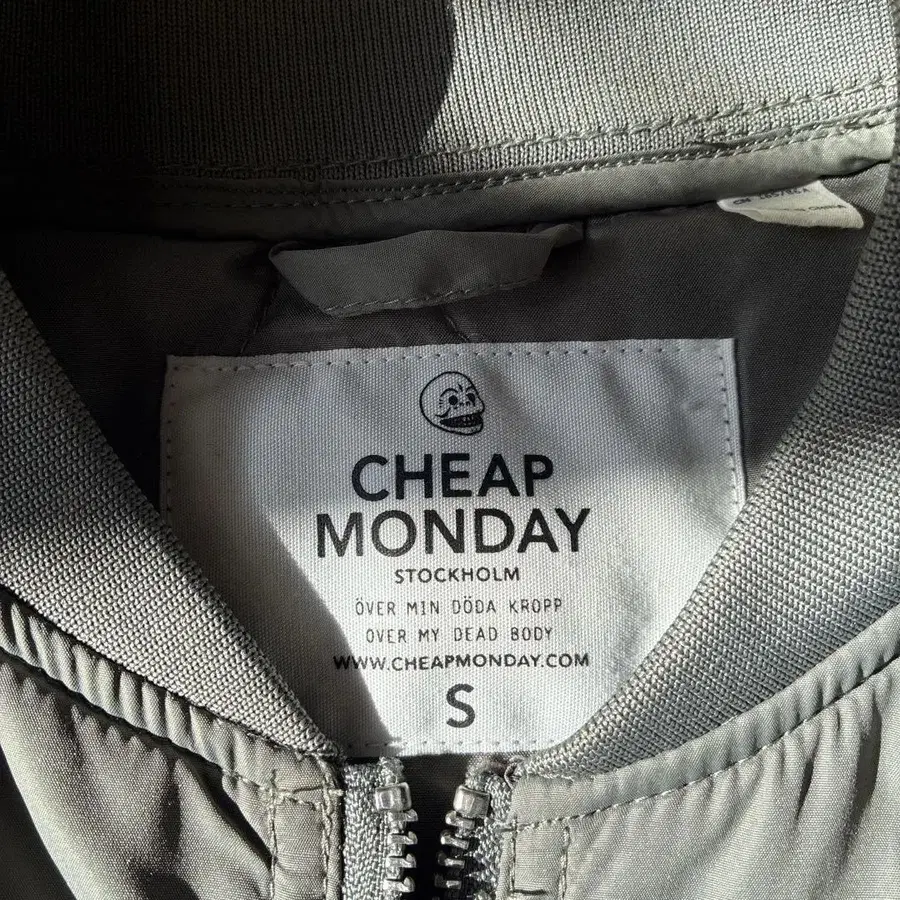 CHEAP
MONDAY
STOCKHOLM
ÖVER MIN DÖDA KROPP
OVER MY DEAD BODY
WWW.CHEAPMONDAY.COM
S